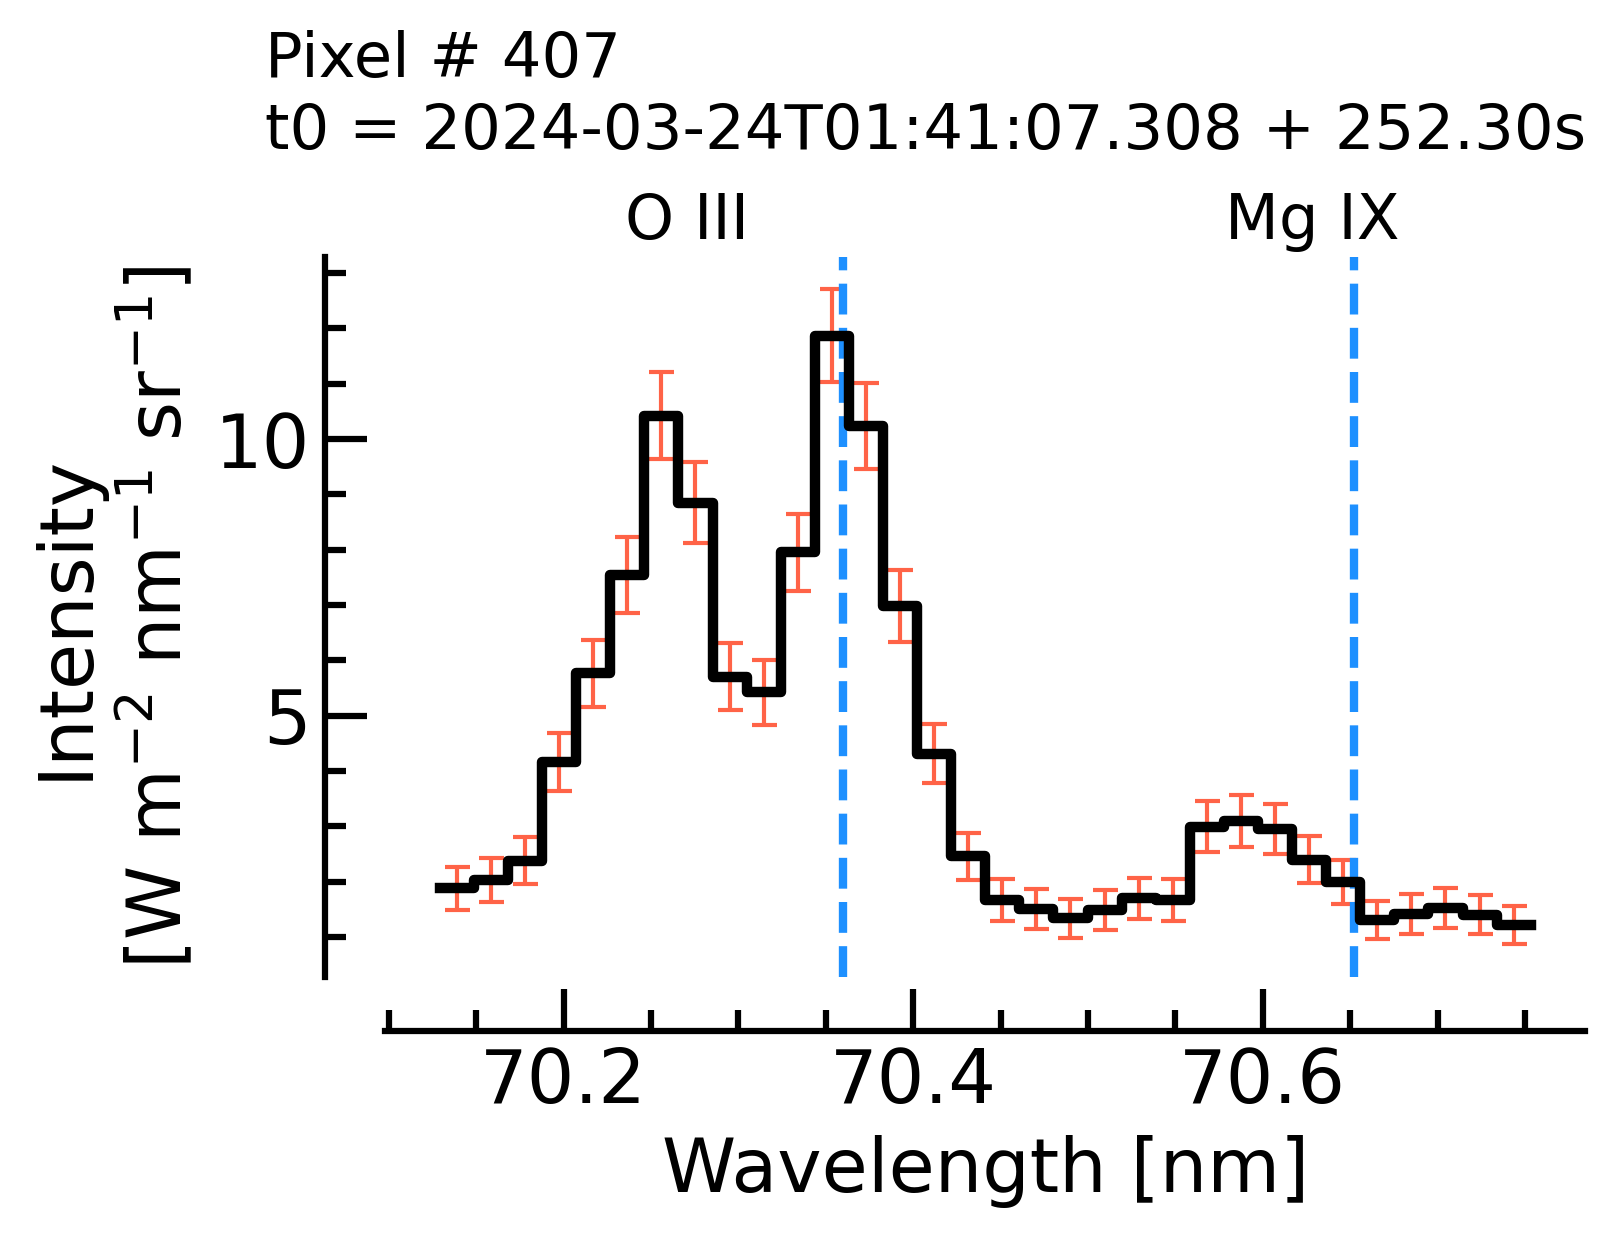 Pixel # 407
t0 = 2024-03-24T01:41:07.308 + 252.30s
O III
Mg IX
Intensity
[W m⁻² nm⁻¹ sr⁻¹]
10
5
70.2
70.4
70.6
Wavelength [nm]